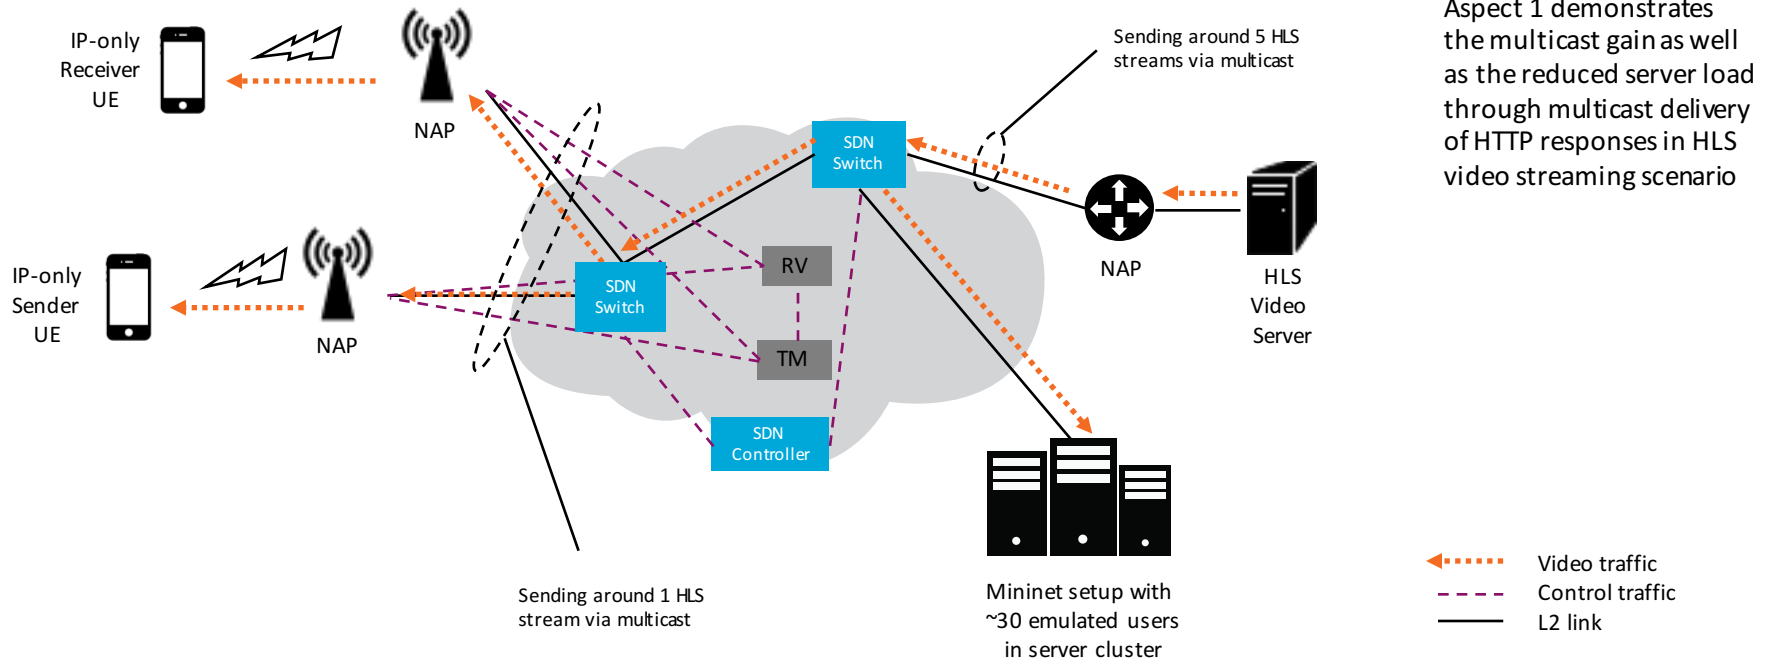 IP-only
Receiver
UE
NAP
Sending around 5 HLS
streams via multicast
Aspect 1 demonstrates
the multicast gain as well
as the reduced server load
through multicast delivery
of HTTP responses in HLS
video streaming scenario
SDN
Switch
IP-only
Sender
UE
NAP
SDN
Switch
RV
TM
SDN
Controller
NAP
HLS
Video
Server
Sending around 1 HLS
stream via multicast
Mininet setup with
~30 emulated users
in server cluster
Video traffic
Control traffic
L2 link